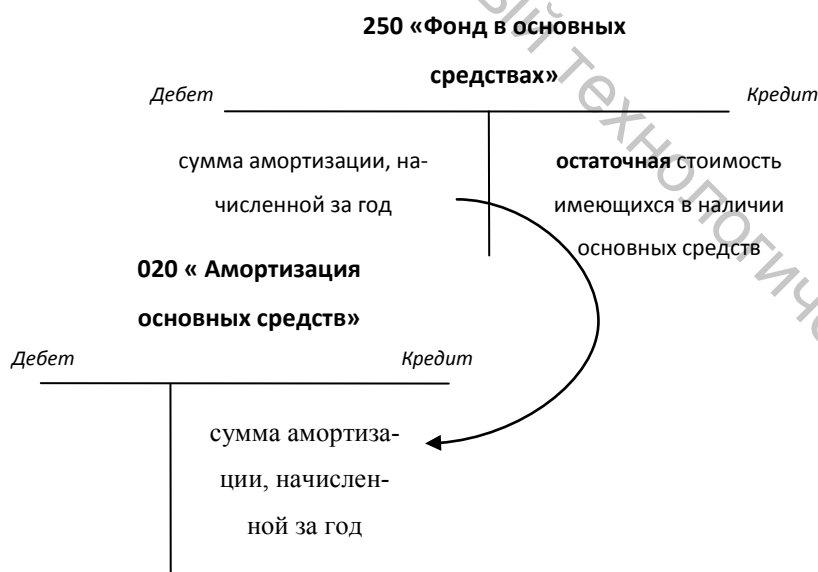 250 «Фонд в основных
средствах»
Дебет
Кредит
сумма амортизации, на-
численной за год
остаточная стоимость
имеющихся в наличии
основных средств
020 « Амортизация
основных средств»
Дебет
Кредит
сумма амортиза-
ции, начислен-
ной за год